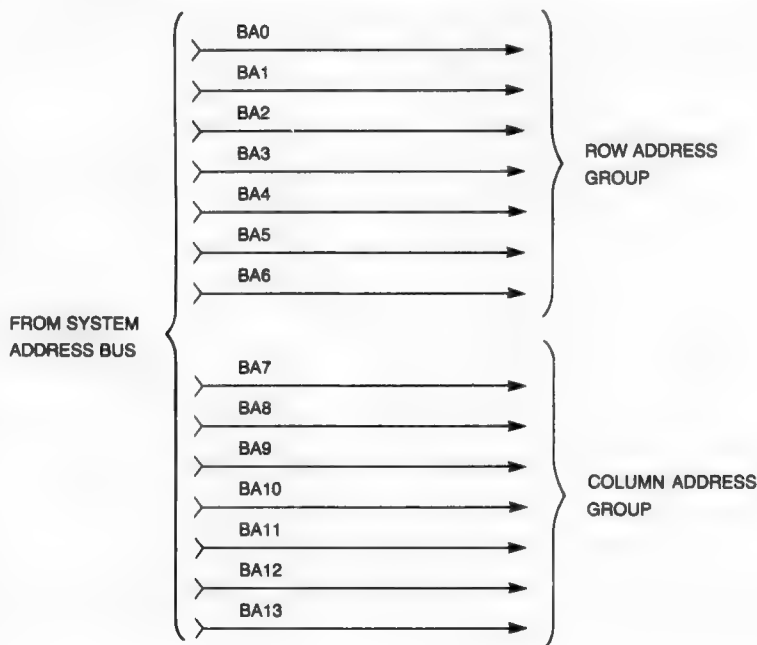 BA0
BA1
BA2
BA3
BA4
BA5
BA6
ROW ADDRESS
GROUP
FROM SYSTEM
ADDRESS BUS
BA7
BA8
BA9
BA10
BA11
BA12
BA13
COLUMN ADDRESS
GROUP